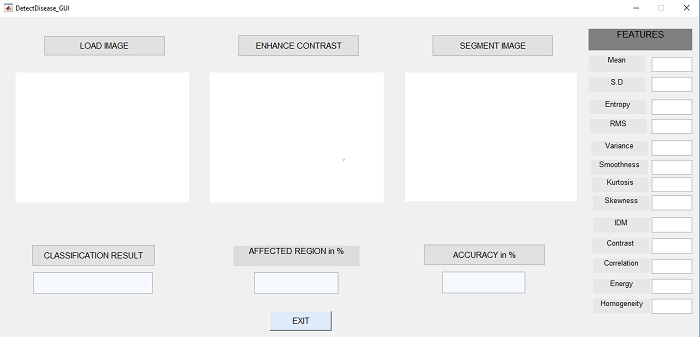 DetectDisease_GUI
LOAD IMAGE
ENHANCE CONTRAST
SEGMENT IMAGE
FEATURES
Mean
S.D
Entropy
RMS
Variance
Smoothness
Kurtosis
Skewness
IDM
Contrast
Correlation
Energy
Homogeneity
CLASSIFICATION RESULT
AFFECTED REGION in %
ACCURACY in %
EXIT